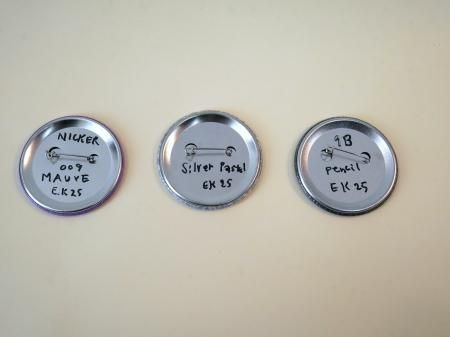 NICKER
009
MAUVE
EK25
Silver Pastel
EK 25
9B
pencil
EK 25